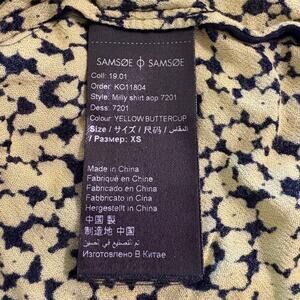 SAMSØE Φ SAMSØE
Coll: 19.01
Order: KG11804
Style: Milly shirt aop 7201
Dess: 7201
Colour: YELLOW BUTTERCUP
Size / サイズ / 尺码 / المقاس
/ Размер: XS
Made in China
Fabriqué en Chine
Fabricado en China
Fabbricato in China
Hergestellt in China
中国 製
制造地 中国
تم التصنيع في الصين
Изготовлено В Китае